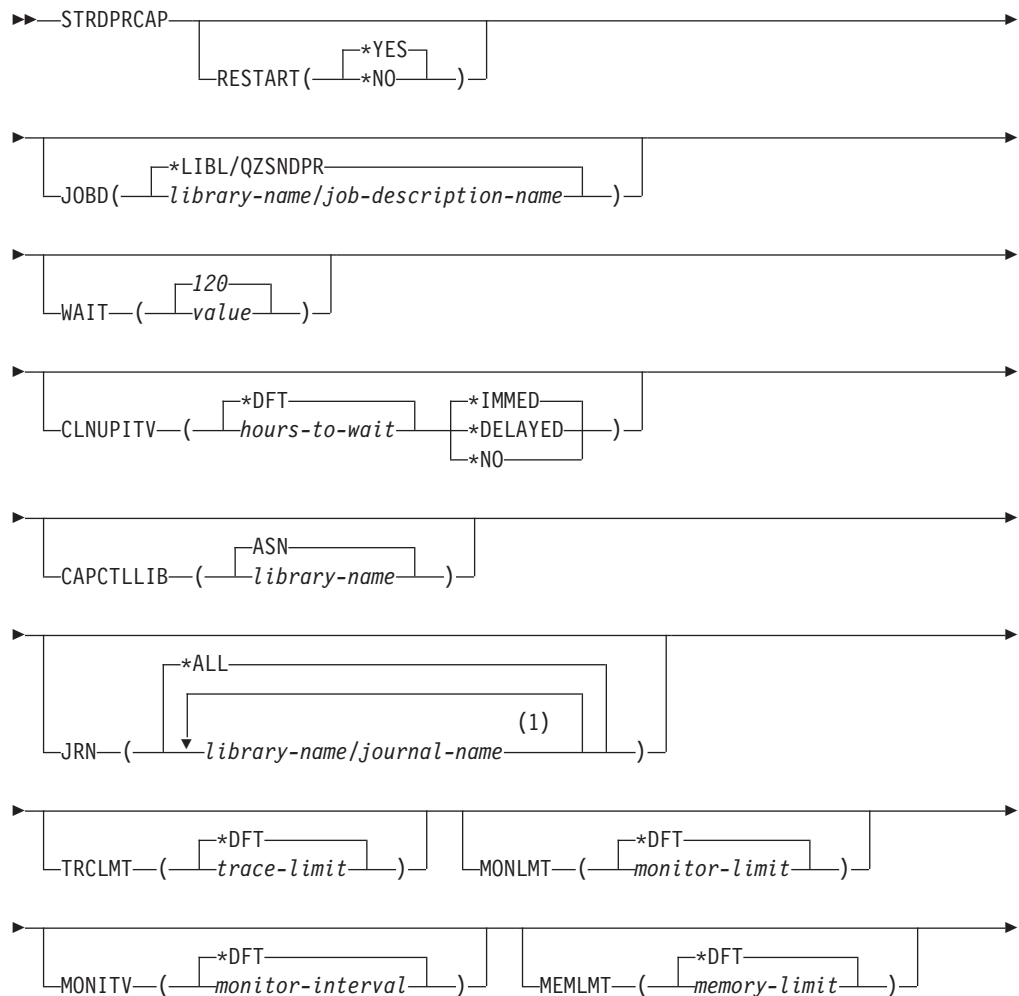 STRDPRCAP
*YES
RESTART( *NO )
*LIBL/QZSNDPR
JOBD( library-name/job-description-name )
120
WAIT ( value )
*DFT *IMMED
CLNUPITV ( hours-to-wait *DELAYED )
*NO
ASN
CAPCTLLIB ( library-name )
*ALL
(1)
JRN ( library-name/journal-name )
*DFT *DFT
TRCLMT ( trace-limit ) MONLMT ( monitor-limit )
*DFT *DFT
MONITV ( monitor-interval ) MEMLMT ( memory-limit )